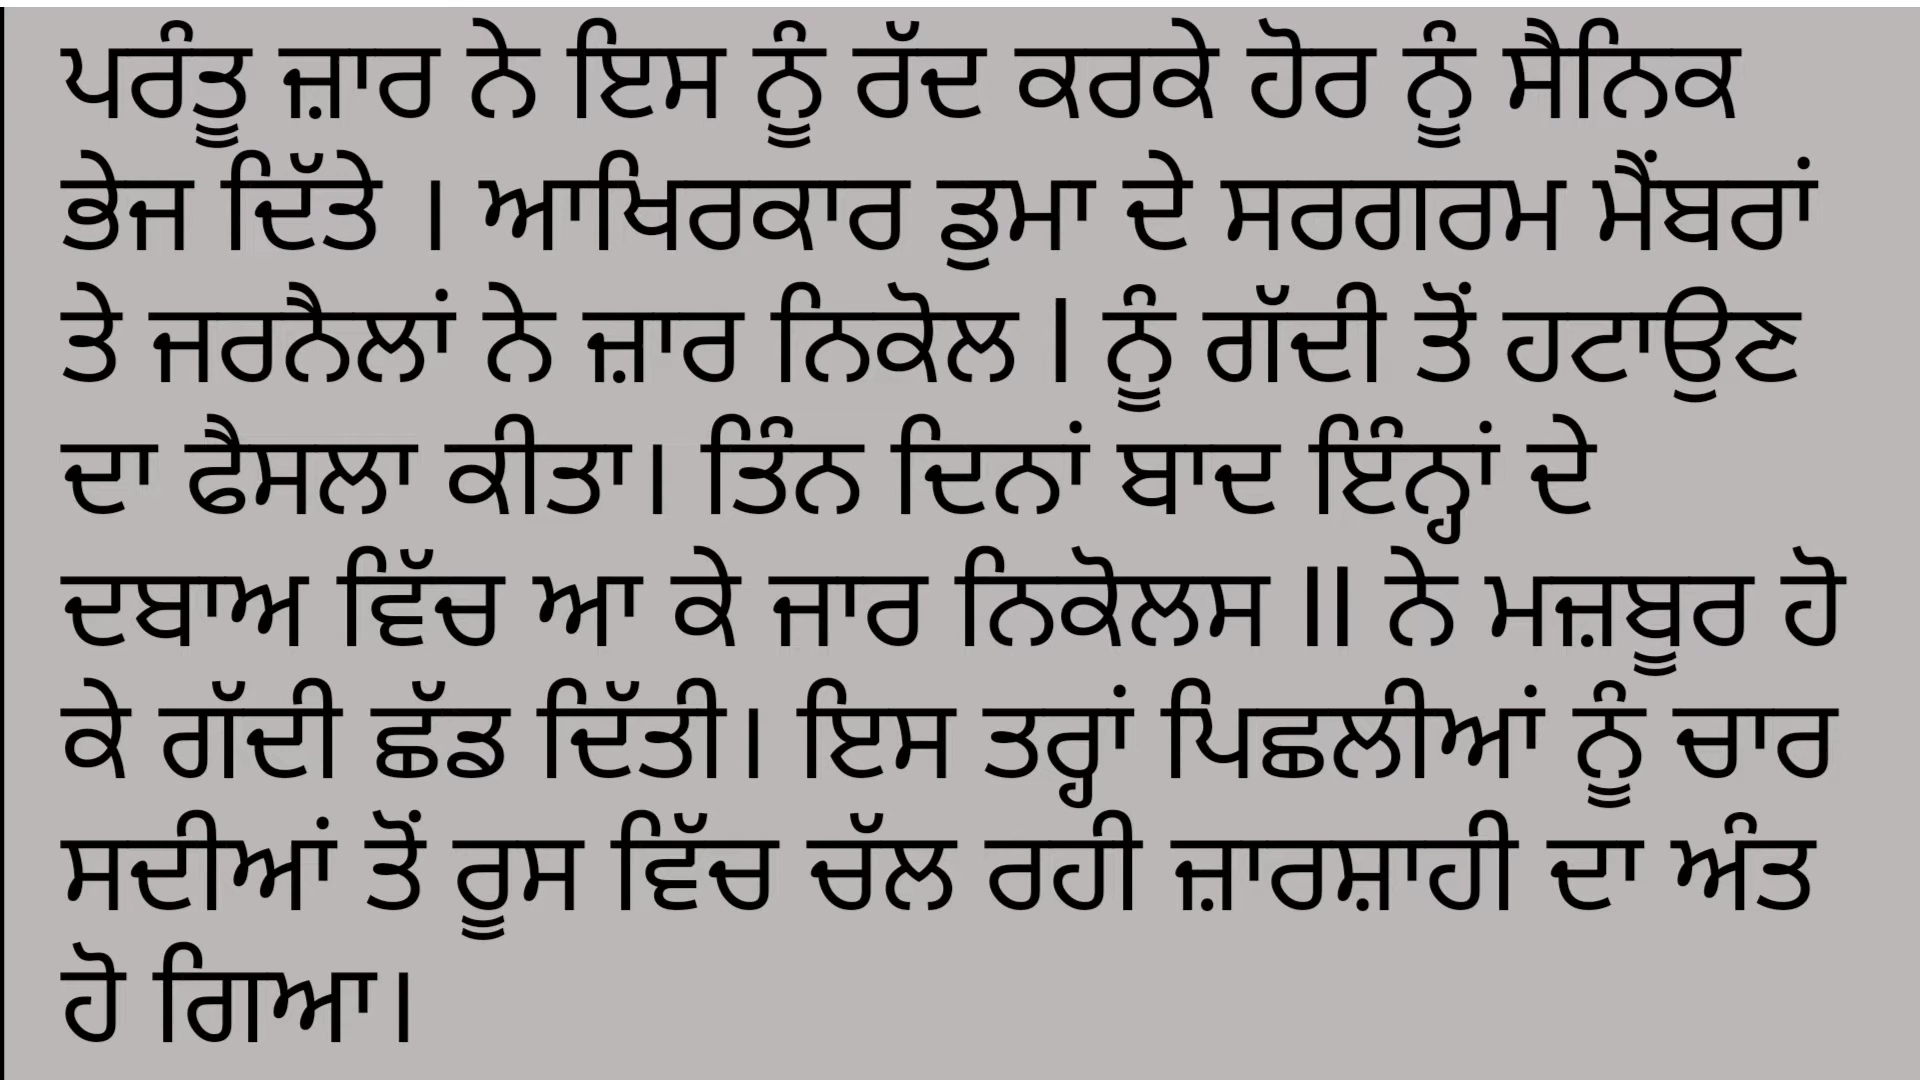 ਪਰੰਤੂ ਜ਼ਾਰ ਨੇ ਇਸ ਨੂੰ ਰੱਦ ਕਰਕੇ ਹੋਰ ਨੂੰ ਸੈਨਿਕ
ਭੇਜ ਦਿੱਤੇ । ਆਖਿਰਕਾਰ ਡੁਮਾ ਦੇ ਸਰਗਰਮ ਮੈਂਬਰਾਂ
ਤੇ ਜਰਨੈਲਾਂ ਨੇ ਜ਼ਾਰ ਨਿਕੋਲ l ਨੂੰ ਗੱਦੀ ਤੋਂ ਹਟਾਉਣ
ਦਾ ਫੈਸਲਾ ਕੀਤਾ। ਤਿੰਨ ਦਿਨਾਂ ਬਾਦ ਇੰਨ੍ਹਾਂ ਦੇ
ਦਬਾਅ ਵਿੱਚ ਆ ਕੇ ਜਾਰ ਨਿਕੋਲਸ II ਨੇ ਮਜ਼ਬੂਰ ਹੋ
ਕੇ ਗੱਦੀ ਛੱਡ ਦਿੱਤੀ। ਇਸ ਤਰ੍ਹਾਂ ਪਿਛਲੀਆਂ ਨੂੰ ਚਾਰ
ਸਦੀਆਂ ਤੋਂ ਰੂਸ ਵਿੱਚ ਚੱਲ ਰਹੀ ਜ਼ਾਰਸ਼ਾਹੀ ਦਾ ਅੰਤ
ਹੋ ਗਿਆ।